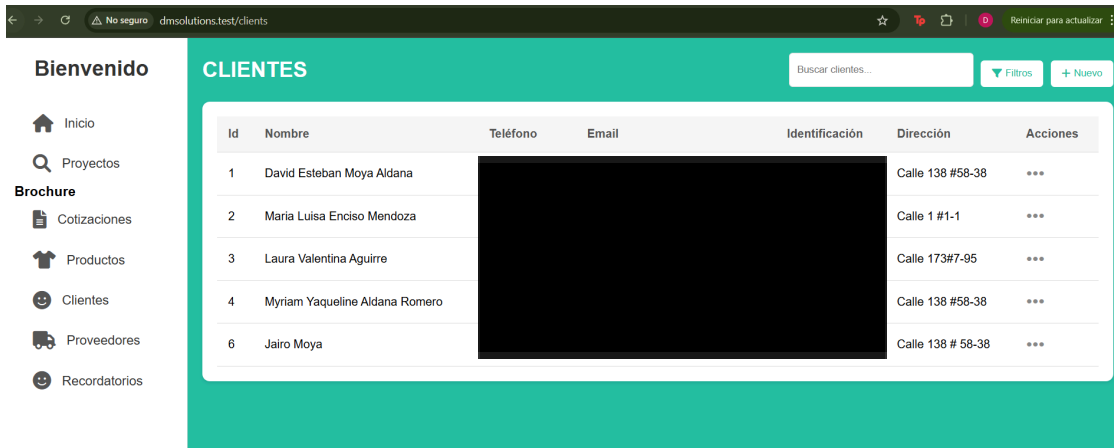 No seguro dmsolutions.test/clients Tp D Reiniciar para actualizar
Bienvenido
Inicio
Proyectos
Brochure
Cotizaciones
Productos
Clientes
Proveedores
Recordatorios
CLIENTES Buscar clientes... Filtros + Nuevo
Id Nombre Teléfono Email Identificación Dirección Acciones
1 David Esteban Moya Aldana Calle 138 #58-38
2 Maria Luisa Enciso Mendoza Calle 1 #1-1
3 Laura Valentina Aguirre Calle 173#7-95
4 Myriam Yaqueline Aldana Romero Calle 138 #58-38
6 Jairo Moya Calle 138 # 58-38